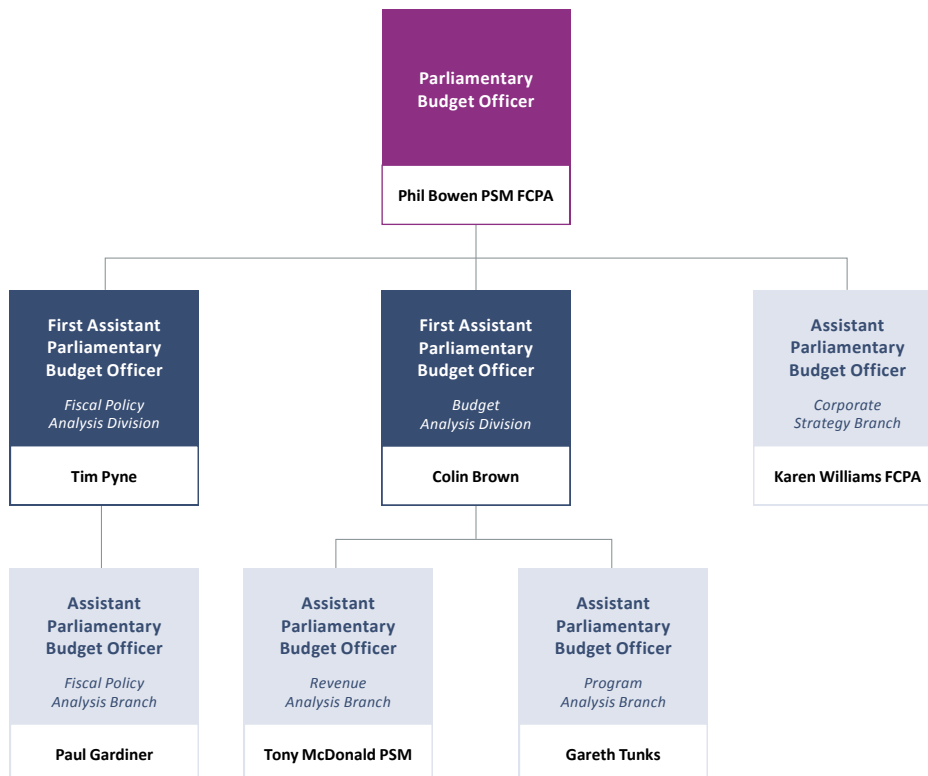 Parliamentary
Budget Officer
Phil Bowen PSM FCPA
First Assistant
Parliamentary
Budget Officer
Fiscal Policy
Analysis Division
Tim Pyne
First Assistant
Parliamentary
Budget Officer
Budget
Analysis Division
Colin Brown
Assistant
Parliamentary
Budget Officer
Corporate
Strategy Branch
Karen Williams FCPA
Assistant
Parliamentary
Budget Officer
Fiscal Policy
Analysis Branch
Paul Gardiner
Assistant
Parliamentary
Budget Officer
Revenue
Analysis Branch
Tony McDonald PSM
Assistant
Parliamentary
Budget Officer
Program
Analysis Branch
Gareth Tunks